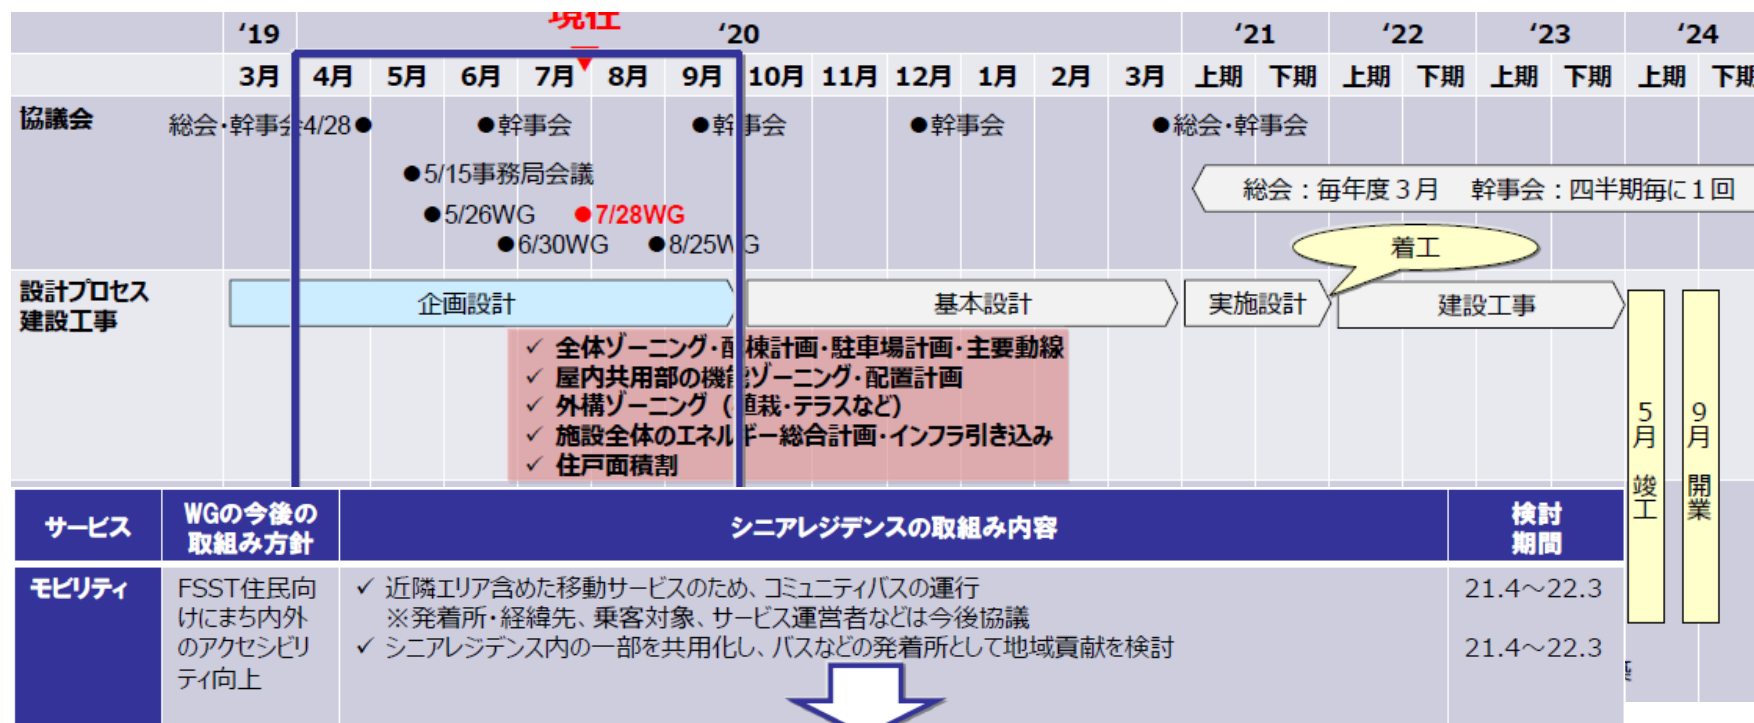 現在
‘19 ‘20 ‘21 ‘22 ‘23 ‘24
3月 4月 5月 6月 7月 8月 9月 10月 11月 12月 1月 2月 3月 上期 下期 上期 下期 上期 下期 上期 下期
協議会
総会・幹事会4/28● ●幹事会 ●幹事会 ●幹事会 ●総会・幹事会
●5/15事務局会議
総会：毎年度３月 幹事会：四半期毎に１回
●5/26WG ●7/28WG
●6/30WG ●8/25WG
着工
設計プロセス
建設工事
企画設計 基本設計 実施設計 建設工事
✓ 全体ゾーニング・配棟計画・駐車場計画・主要動線
✓ 屋内共用部の機能ゾーニング・配置計画
✓ 外構ゾーニング（植栽・テラスなど）
✓ 施設全体のエネルギー総合計画・インフラ引き込み
✓ 住戸面積割
5月 竣工
9月 開業
サービス
WGの今後の
取組み方針
シニアレジデンスの取組み内容
検討
期間
モビリティ
FSST住民向
けにまち内外
のアクセシビリ
ティ向上
✓ 近隣エリア含めた移動サービスのため、コミュニティバスの運行
※発着所・経緯先、乗客対象、サービス運営者などは今後協議
✓ シニアレジデンス内の一部を共用化し、バスなどの発着所として地域貢献を検討
21.4～22.3
21.4～22.3